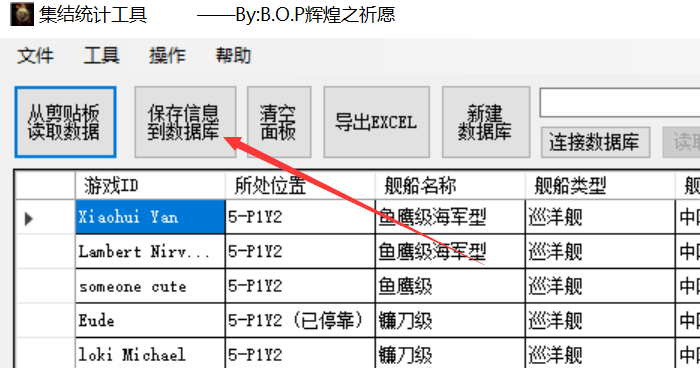 集结统计工具 ——By:B.O.P辉煌之祈愿
文件 工具 操作 帮助
从剪贴板
读取数据
保存信息
到数据库
清空
面板
导出EXCEL
新建
数据库
连接数据库 读取
游戏ID 所处位置 舰船名称 舰船类型 舰
Xiaohui Yan 5-P1Y2 鱼鹰级海军型 巡洋舰 中
Lambert Nirv... 5-P1Y2 鱼鹰级海军型 巡洋舰 中
someone cute 5-P1Y2 鱼鹰级 巡洋舰 中
Eude 5-P1Y2 (已停靠) 镰刀级 巡洋舰 中
loki Michael 5-P1Y2 镰刀级 巡洋舰 中